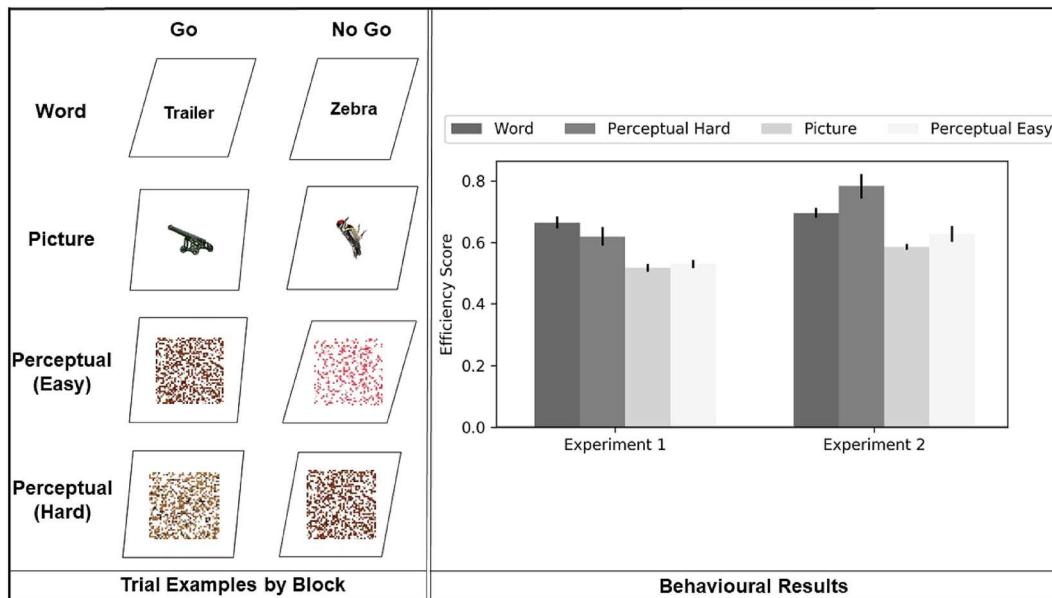 Go No Go
Word Trailer Zebra
Picture
Perceptual
(Easy)
Perceptual
(Hard)
Trial Examples by Block
Word Perceptual Hard Picture Perceptual Easy
Efficiency Score
0.8
0.6
0.4
0.2
0.0
Experiment 1 Experiment 2
Behavioural Results